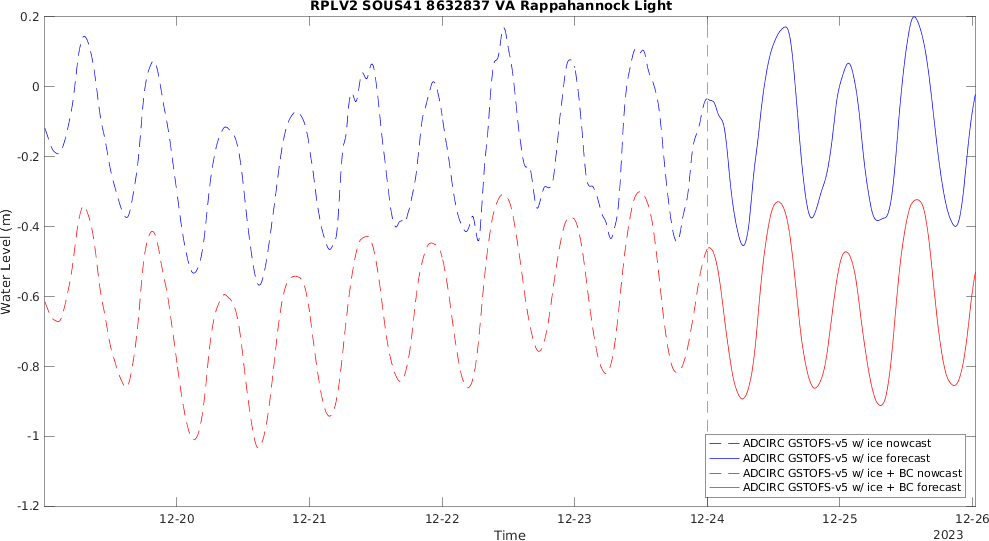 RPLV2 SOUS41 8632837 VA Rappahannock Light
0.2
0
-0.2
-0.4
-0.6
-0.8
-1
-1.2
Water Level (m)
ADCIRC GSTOFS-v5 w/ ice nowcast
ADCIRC GSTOFS-v5 w/ ice forecast
ADCIRC GSTOFS-v5 w/ ice + BC nowcast
ADCIRC GSTOFS-v5 w/ ice + BC forecast
12-20 12-21 12-22 12-23 12-24 12-25 12-26
Time
2023